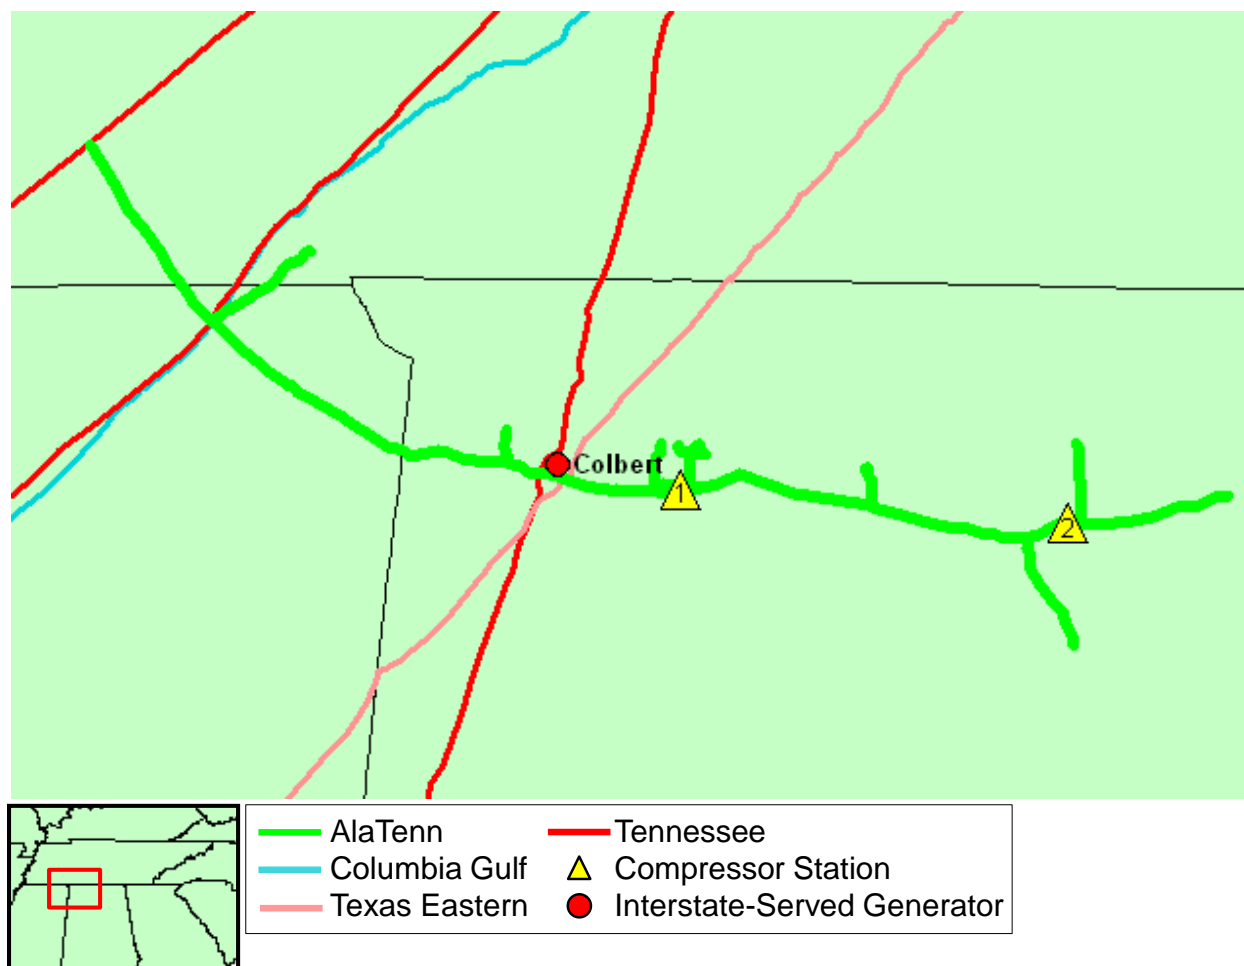 Colbert
1
2
AlaTenn
Tennessee
Columbia Gulf
Compressor Station
Texas Eastern
Interstate-Served Generator